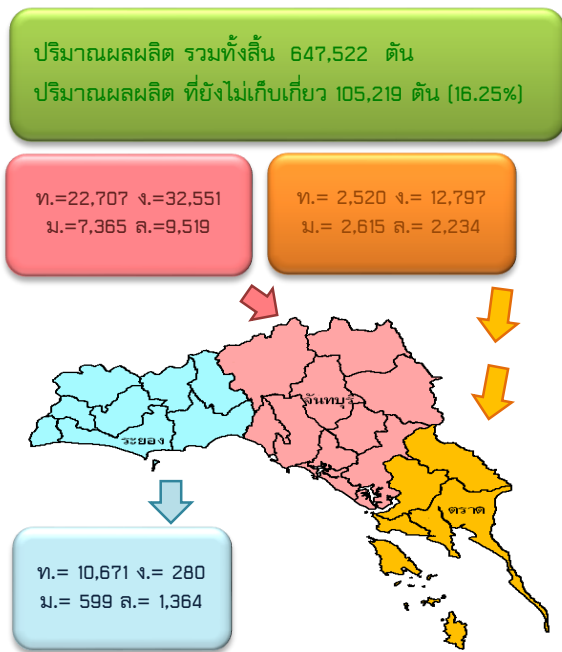 ปริมาณผลผลิต รวมทั้งสิ้น 647,522 ตัน
ปริมาณผลผลิต ที่ยังไม่เก็บเกี่ยว 105,219 ตัน (16.25%)
ท.=22,707 ง.=32,551
ม.=7,365 ล.=9,519
ท.= 2,520 ง.= 12,797
ม.= 2,615 ล.= 2,234
จันทบุรี
ระยอง
ตราด
ท.= 10,671 ง.= 280
ม.= 599 ล.= 1,364